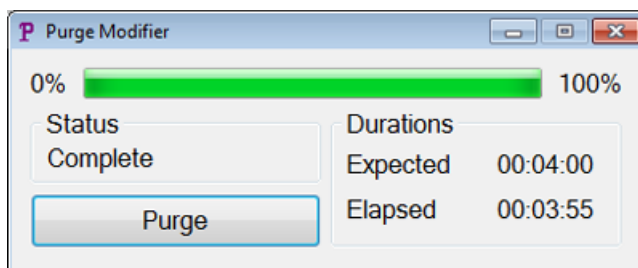 P Purge Modifier
0% 100%
Status
Complete
Purge
Durations
Expected 00:04:00
Elapsed 00:03:55